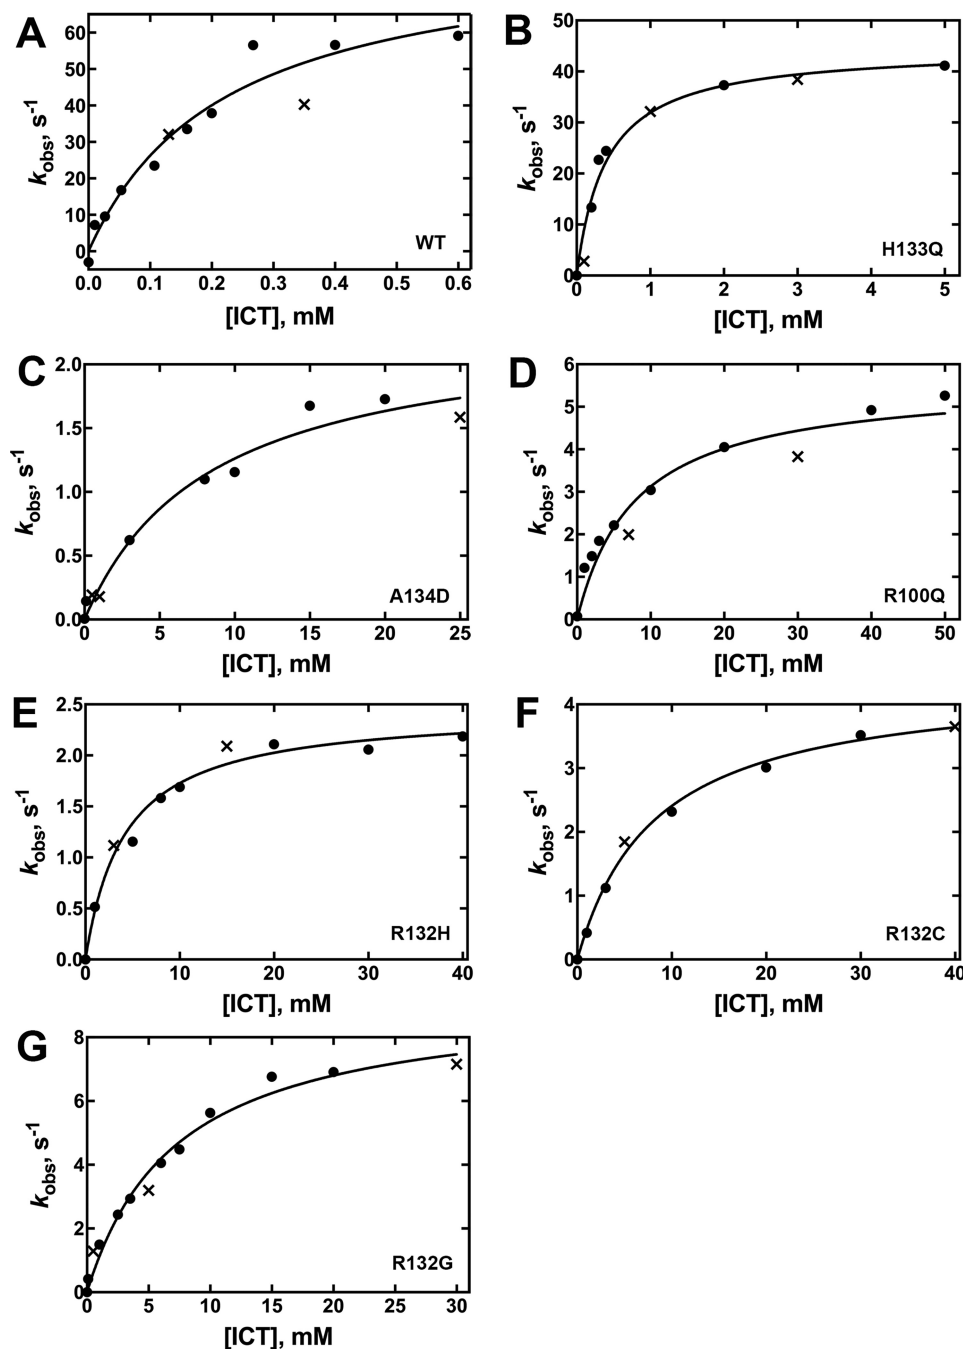 A
60
50
40
30
20
10
0
k_obs, s⁻¹
WT
0.0 0.1 0.2 0.3 0.4 0.5 0.6
[ICT], mM
B
50
40
30
20
10
0
k_obs, s⁻¹
H133Q
0 1 2 3 4 5
[ICT], mM
C
2.0
1.5
1.0
0.5
0.0
k_obs, s⁻¹
A134D
0 5 10 15 20 25
[ICT], mM
D
6
5
4
3
2
1
0
k_obs, s⁻¹
R100Q
0 10 20 30 40 50
[ICT], mM
E
2.5
2.0
1.5
1.0
0.5
0.0
k_obs, s⁻¹
R132H
0 10 20 30 40
[ICT], mM
F
4
3
2
1
0
k_obs, s⁻¹
R132C
0 10 20 30 40
[ICT], mM
G
8
6
4
2
0
k_obs, s⁻¹
R132G
0 5 10 15 20 25 30
[ICT], mM